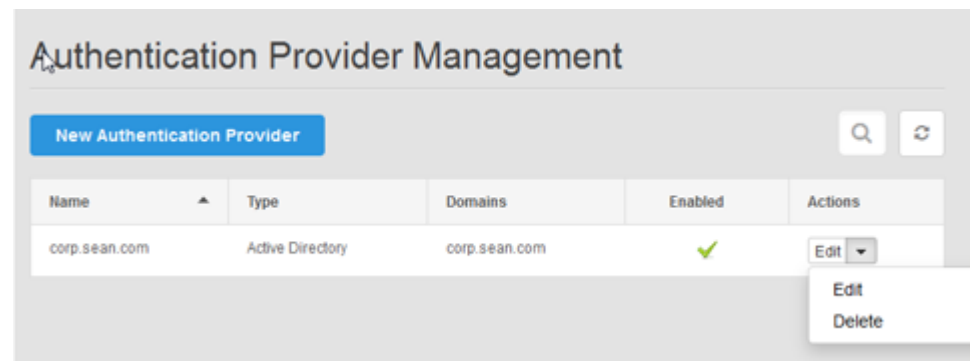 Authentication Provider Management
New Authentication Provider
Name Type Domains Enabled Actions
corp.sean.com Active Directory corp.sean.com Edit
Edit
Delete